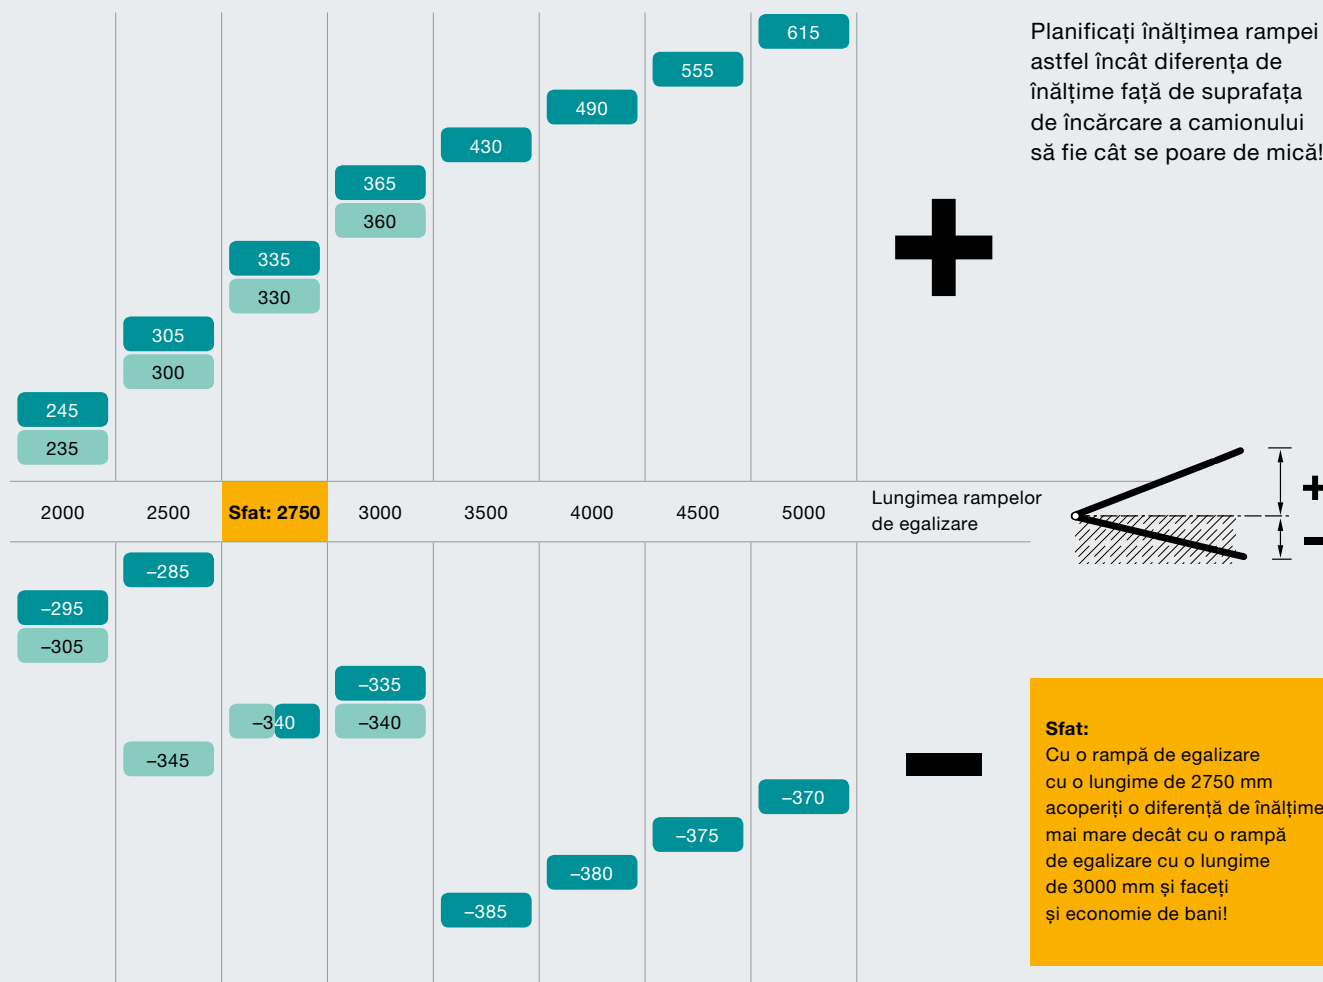 615
555
490
430
365
360
335
330
305
300
245
235
Planificați înălțimea rampei
astfel încât diferența de
înălțime față de suprafața
de încărcare a camionului
să fie cât se poare de mică!
+
2000 2500 Sfat: 2750 3000 3500 4000 4500 5000
Lungimea rampelor
de egalizare
+
–
–285
–295
–305
–335
–340 –340
–345
–370
–375
–380
–385
–
Sfat:
Cu o rampă de egalizare
cu o lungime de 2750 mm
acoperiți o diferență de înălțime
mai mare decât cu o rampă
de egalizare cu o lungime
de 3000 mm și faceți
și economie de bani!